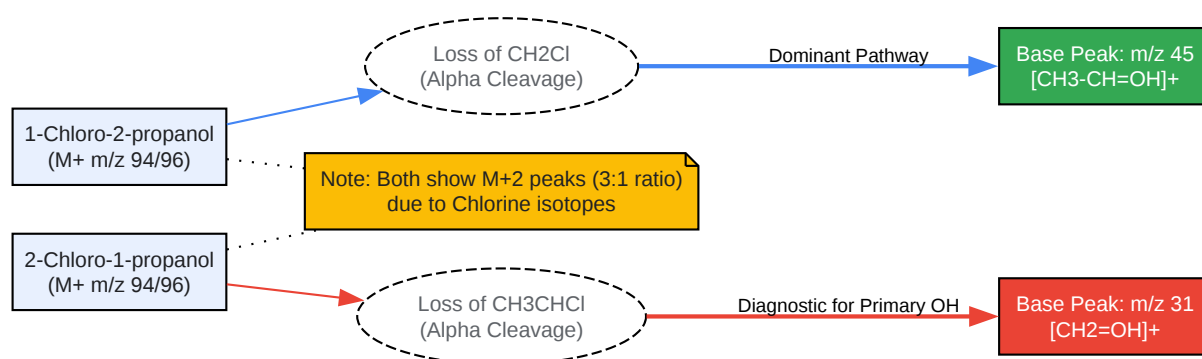 Loss of CH2Cl
(Alpha Cleavage)
Dominant Pathway
Base Peak: m/z 45
[CH3-CH=OH]+
1-Chloro-2-propanol
(M+ m/z 94/96)
Note: Both show M+2 peaks (3:1 ratio)
due to Chlorine isotopes
2-Chloro-1-propanol
(M+ m/z 94/96)
Loss of CH3CHCl
(Alpha Cleavage)
Diagnostic for Primary OH
Base Peak: m/z 31
[CH2=OH]+